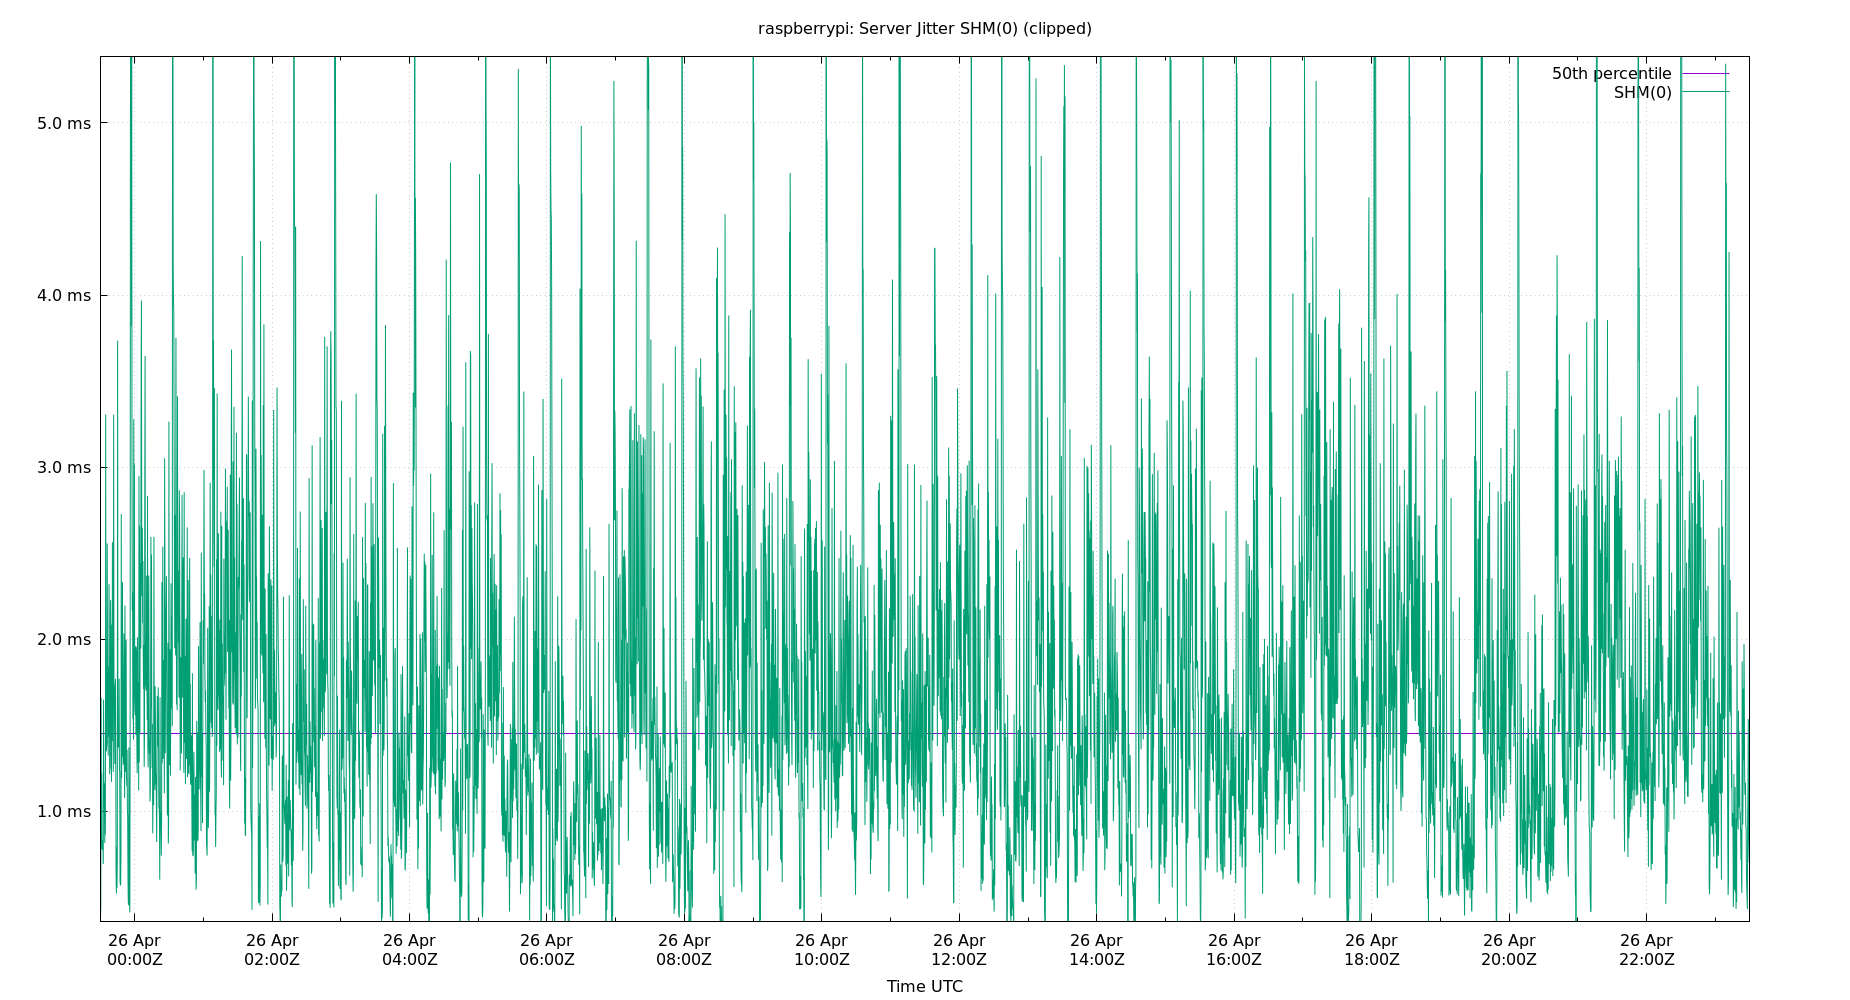 raspberrypi: Server Jitter SHM(0) (clipped)
50th percentile
SHM(0)
5.0 ms
4.0 ms
3.0 ms
2.0 ms
1.0 ms
26 Apr 26 Apr 26 Apr 26 Apr 26 Apr 26 Apr 26 Apr 26 Apr 26 Apr 26 Apr 26 Apr 26 Apr
00:00Z 02:00Z 04:00Z 06:00Z 08:00Z 10:00Z 12:00Z 14:00Z 16:00Z 18:00Z 20:00Z 22:00Z
Time UTC